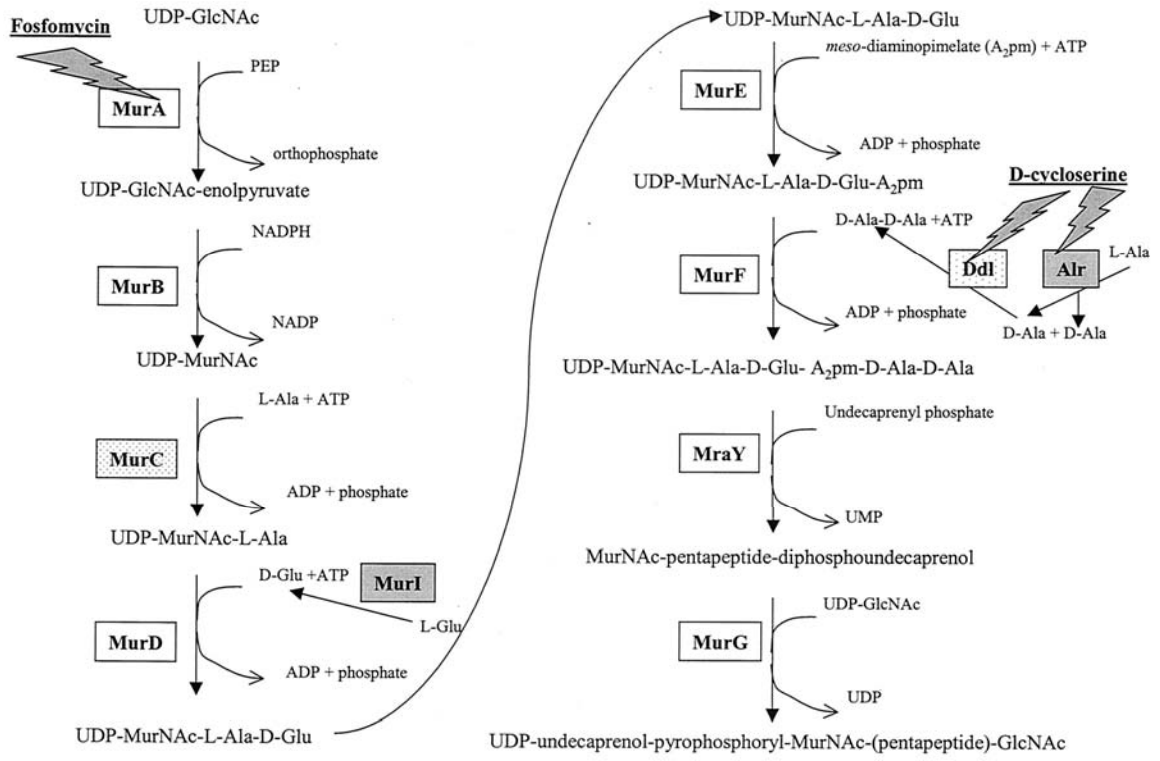 UDP-GlcNAc
Fosfomycin
PEP
MurA
orthophosphate
UDP-GlcNAc-enolpyruvate
NADPH
MurB
NADP
UDP-MurNAc
L-Ala + ATP
MurC
ADP + phosphate
UDP-MurNAc-L-Ala
D-Glu +ATP
MurI
L-Glu
MurD
ADP + phosphate
UDP-MurNAc-L-Ala-D-Glu
UDP-MurNAc-L-Ala-D-Glu
meso-diaminopimelate (A₂pm) + ATP
MurE
ADP + phosphate
UDP-MurNAc-L-Ala-D-Glu-A₂pm
D-cycloserine
D-Ala-D-Ala +ATP
L-Ala
MurF
Ddl
Alr
ADP + phosphate
D-Ala + D-Ala
UDP-MurNAc-L-Ala-D-Glu- A₂pm-D-Ala-D-Ala
Undecaprenyl phosphate
MraY
UMP
MurNAc-pentapeptide-diphosphoundecaprenol
UDP-GlcNAc
MurG
UDP
UDP-undecaprenol-pyrophosphoryl-MurNAc-(pentapeptide)-GlcNAc